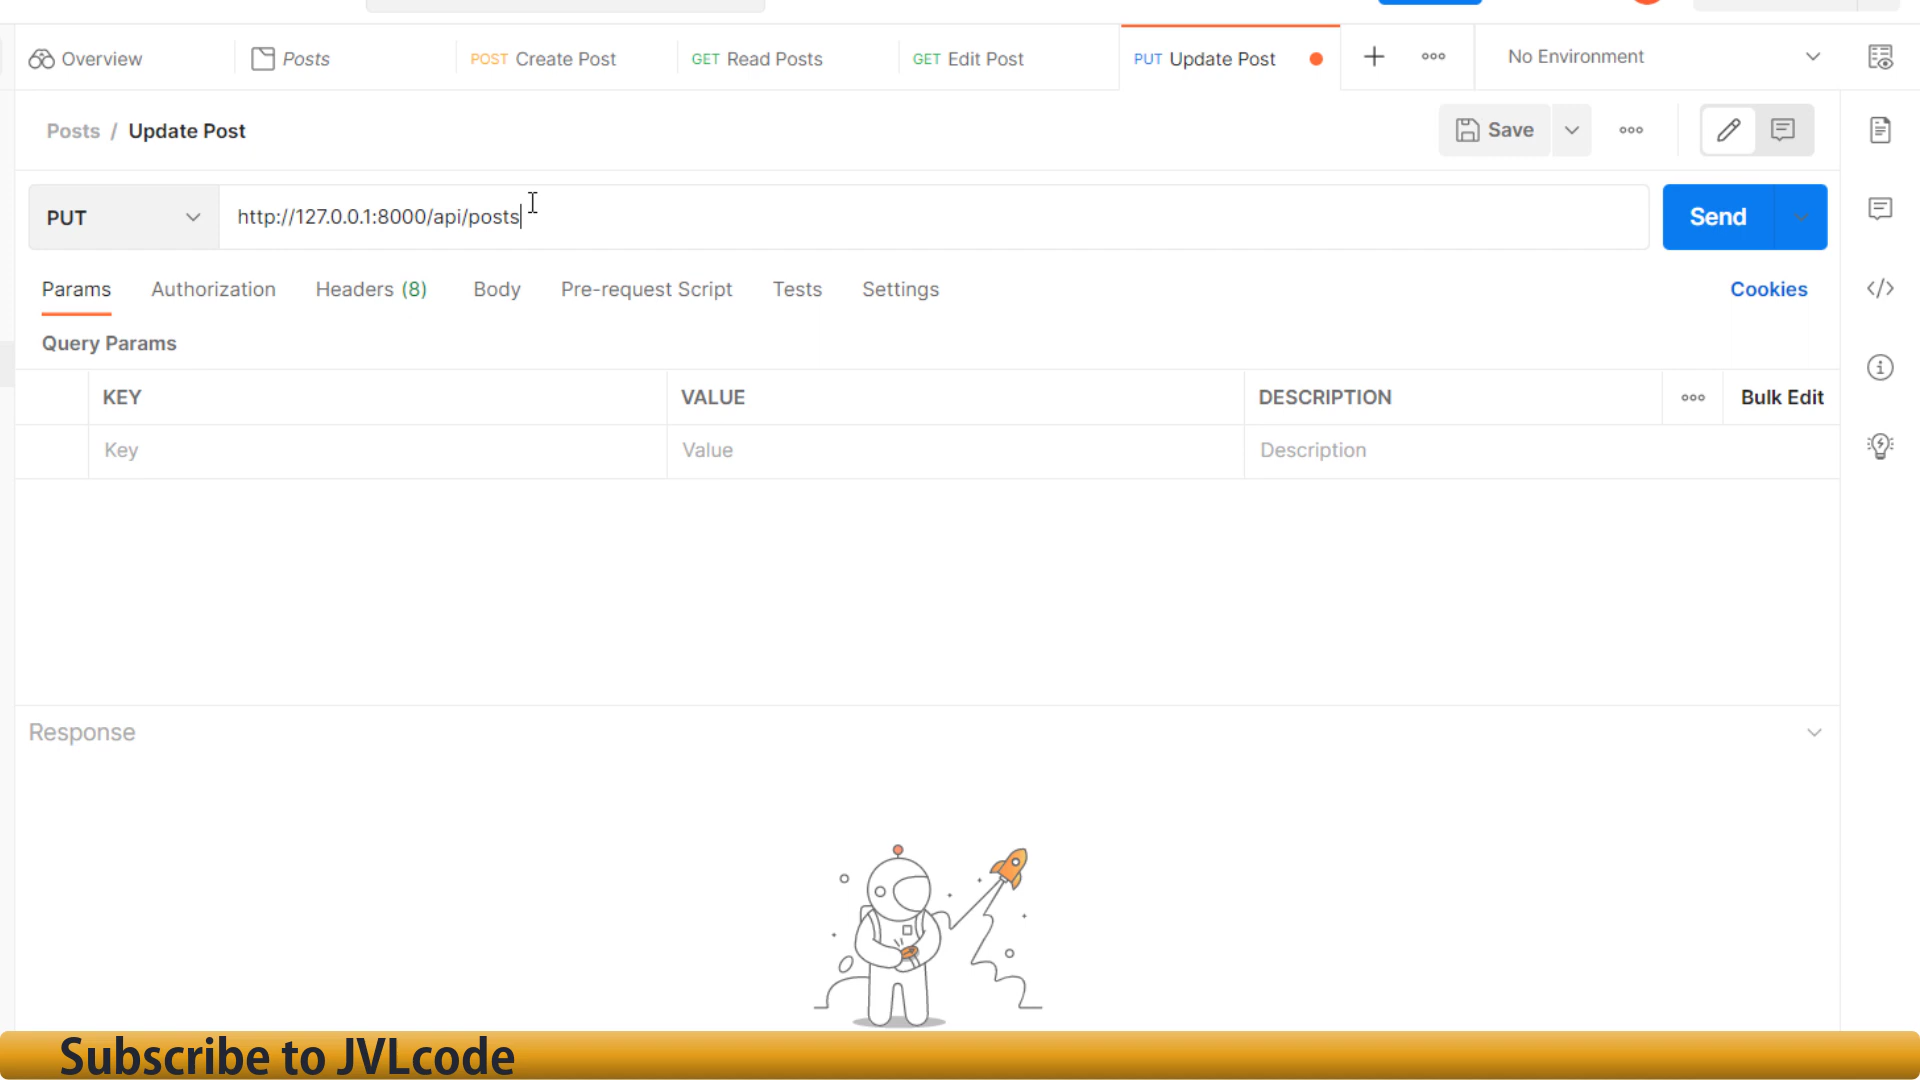 Overview
Posts
POST Create Post
GET Read Posts
GET Edit Post
PUT Update Post
No Environment
Posts / Update Post
Save
PUT
http://127.0.0.1:8000/api/posts
Send
Params
Authorization
Headers (8)
Body
Pre-request Script
Tests
Settings
Cookies
Query Params
KEY
VALUE
DESCRIPTION
Bulk Edit
Key
Value
Description
Response
Subscribe to JVLcode